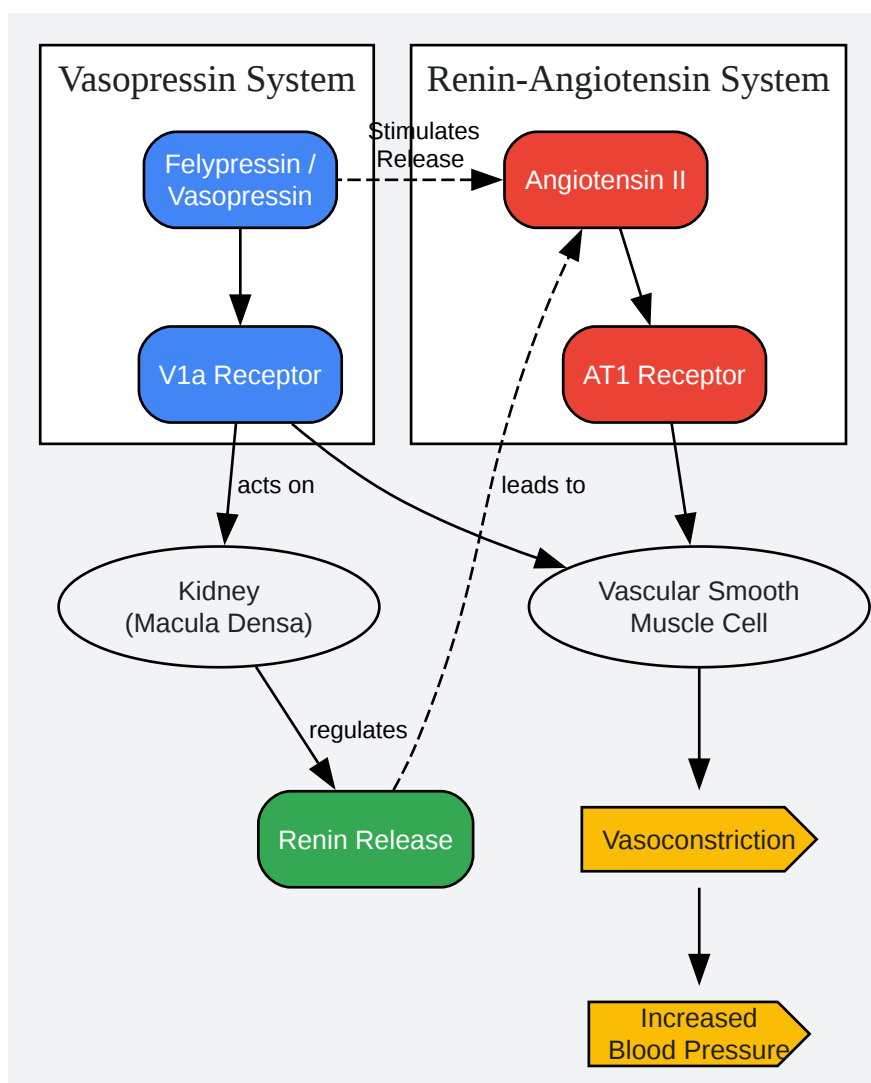 Vasopressin System
Renin-Angiotensin System
Felypressin /
Vasopressin
Stimulates
Release
Angiotensin II
V1a Receptor
AT1 Receptor
acts on
leads to
Kidney
(Macula Densa)
Vascular Smooth
Muscle Cell
regulates
Renin Release
Vasoconstriction
Increased
Blood Pressure